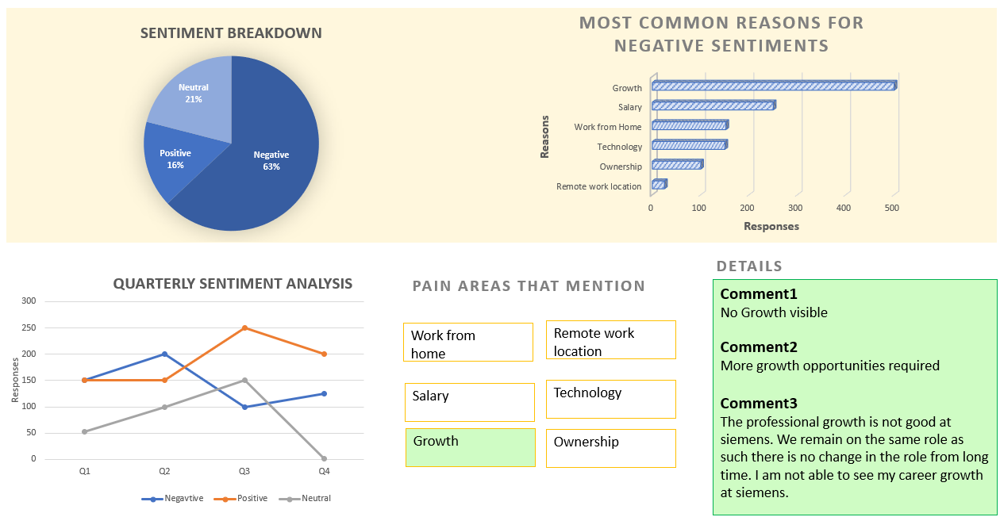 SENTIMENT BREAKDOWN
Neutral
21%
Positive
16%
Negative
63%
MOST COMMON REASONS FOR
NEGATIVE SENTIMENTS
Reasons
Growth
Salary
Work from Home
Technology
Ownership
Remote work location
0 100 200 300 400 500
Responses
QUARTERLY SENTIMENT ANALYSIS
Responses
300
250
200
150
100
50
0
Q1 Q2 Q3 Q4
Negavtive Positive Neutral
PAIN AREAS THAT MENTION
Work from
home
Remote work
location
Salary
Technology
Growth
Ownership
DETAILS
Comment1
No Growth visible
Comment2
More growth opportunities required
Comment3
The professional growth is not good at
siemens. We remain on the same role as
such there is no change in the role from long
time. I am not able to see my career growth
at siemens.